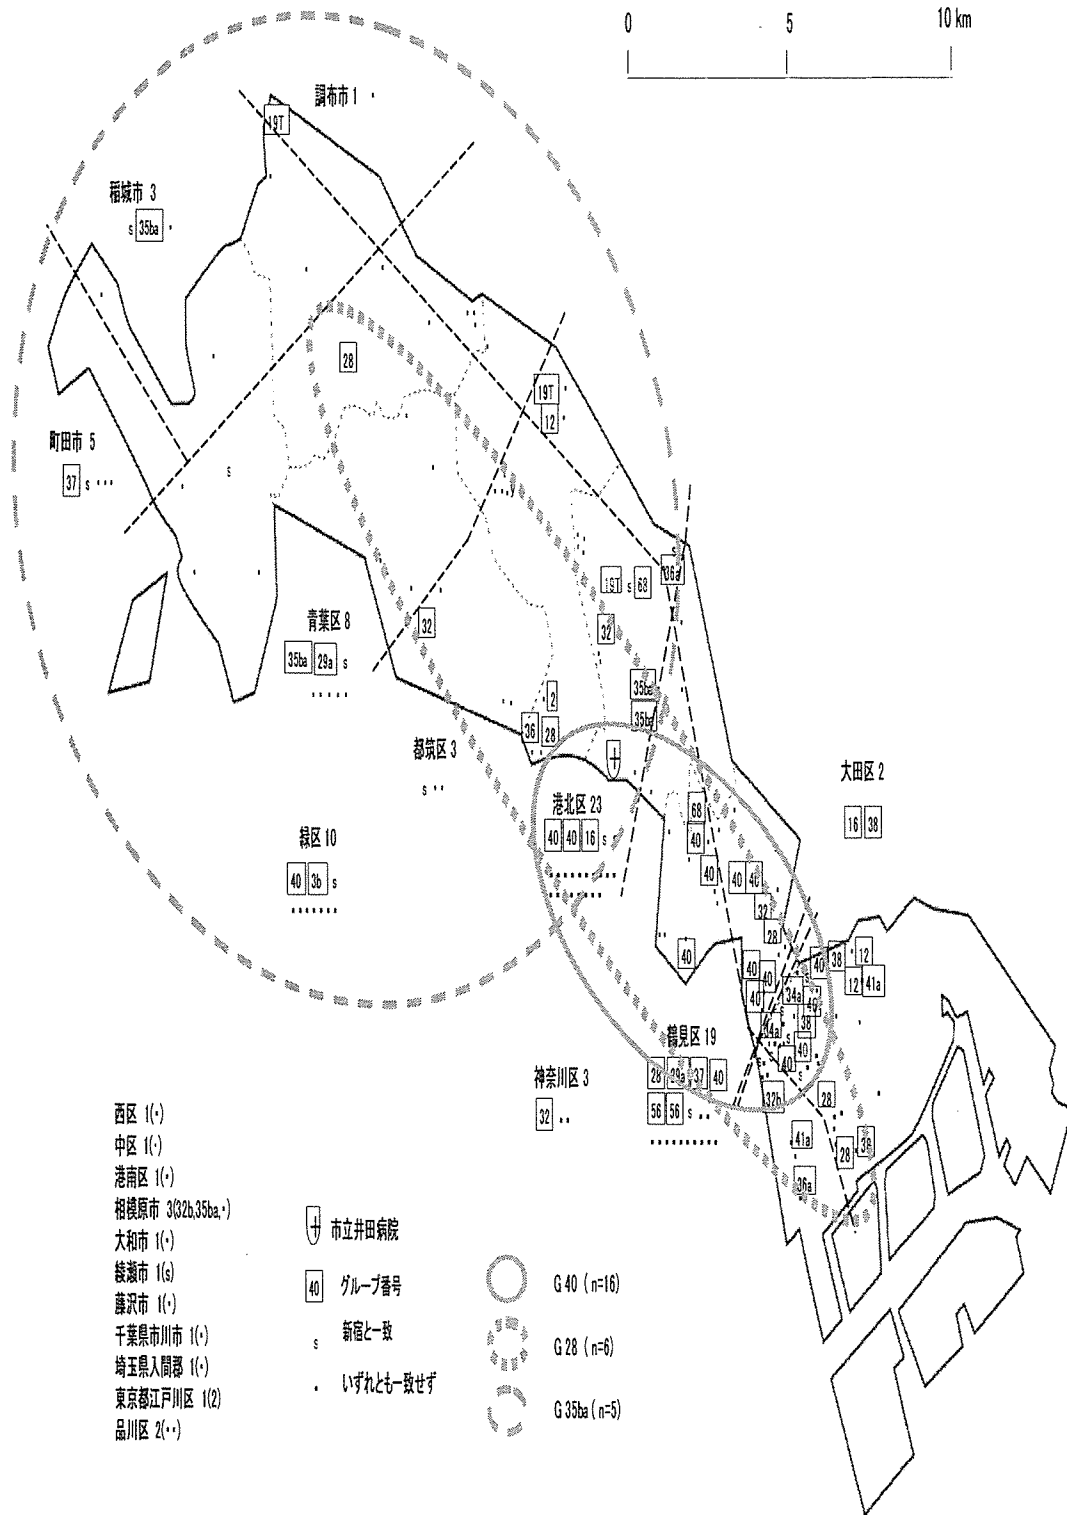 0 5 10 km
調布市 1 ・
19T
稲城市 3
s 35ba ・
28
19T
12
町田市 5
37 s ・・・
s
s
36a
19T s 68
32
32
青葉区 8
35ba 29a s
・・・・・
35ba
35ba
2
36 28
都筑区 3
s ・・
大田区 2
16 38
港北区 23
40 40 16 s
68
40
緑区 10
40 3b s
・・・・・・・
40 40 40
32
28
40
40 38 12
40 40
12 41a
34a 40
s
38
34a s
40
40
s
鶴見区 19
28 29a 37 40
56 56 s ・・
・・・・・・・・・・
神奈川区 3
32 ・・
32b 28
41a
28 38
36a
西区 1(・)
中区 1(・)
港南区 1(・)
相模原市 3(32b,35ba,・)
大和市 1(・)
綾瀬市 1(s)
藤沢市 1(・)
千葉県市川市 1(・)
埼玉県入間郡 1(・)
東京都江戸川区 1(2)
品川区 2(・・)
市立井田病院
40 グループ番号
s 新宿と一致
・ いずれとも一致せず
G 40 ( n=16)
G 28 ( n=6)
G 35ba ( n=5)